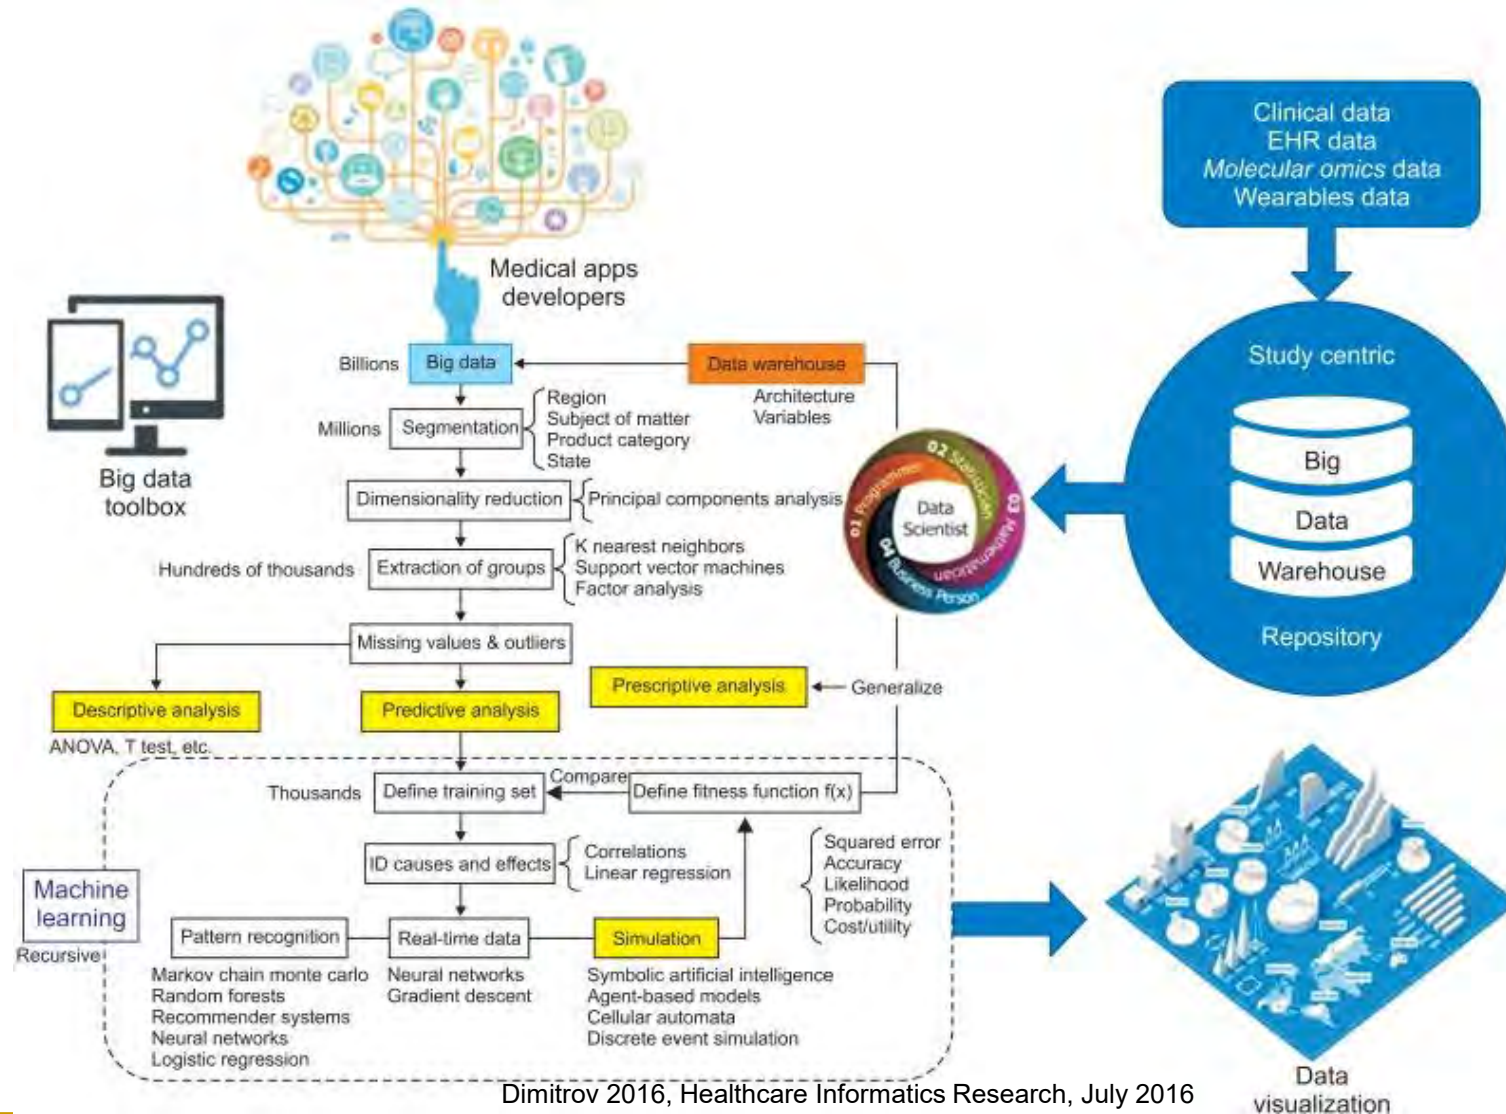 Medical apps
developers
Clinical data
EHR data
Molecular omics data
Wearables data
Study centric
Big
Data
Warehouse
Repository
Big data
toolbox
Billions
Big data
Data warehouse
Architecture
Variables
Millions
Segmentation
Region
Subject of matter
Product category
State
Dimensionality reduction
Principal components analysis
Hundreds of thousands
Extraction of groups
K nearest neighbors
Support vector machines
Factor analysis
01 Programmer
02 Statistician
03 Mathematician
04 Business Person
Data
Scientist
Missing values & outliers
Descriptive analysis
ANOVA, T test, etc.
Predictive analysis
Prescriptive analysis
Generalize
Thousands
Define training set
Compare
Define fitness function f(x)
ID causes and effects
Correlations
Linear regression
Squared error
Accuracy
Likelihood
Probability
Cost/utility
Machine
learning
Recursive
Pattern recognition
Real-time data
Simulation
Markov chain monte carlo
Random forests
Recommender systems
Neural networks
Logistic regression
Neural networks
Gradient descent
Symbolic artificial intelligence
Agent-based models
Cellular automata
Discrete event simulation
Data
visualization
Dimitrov 2016, Healthcare Informatics Research, July 2016